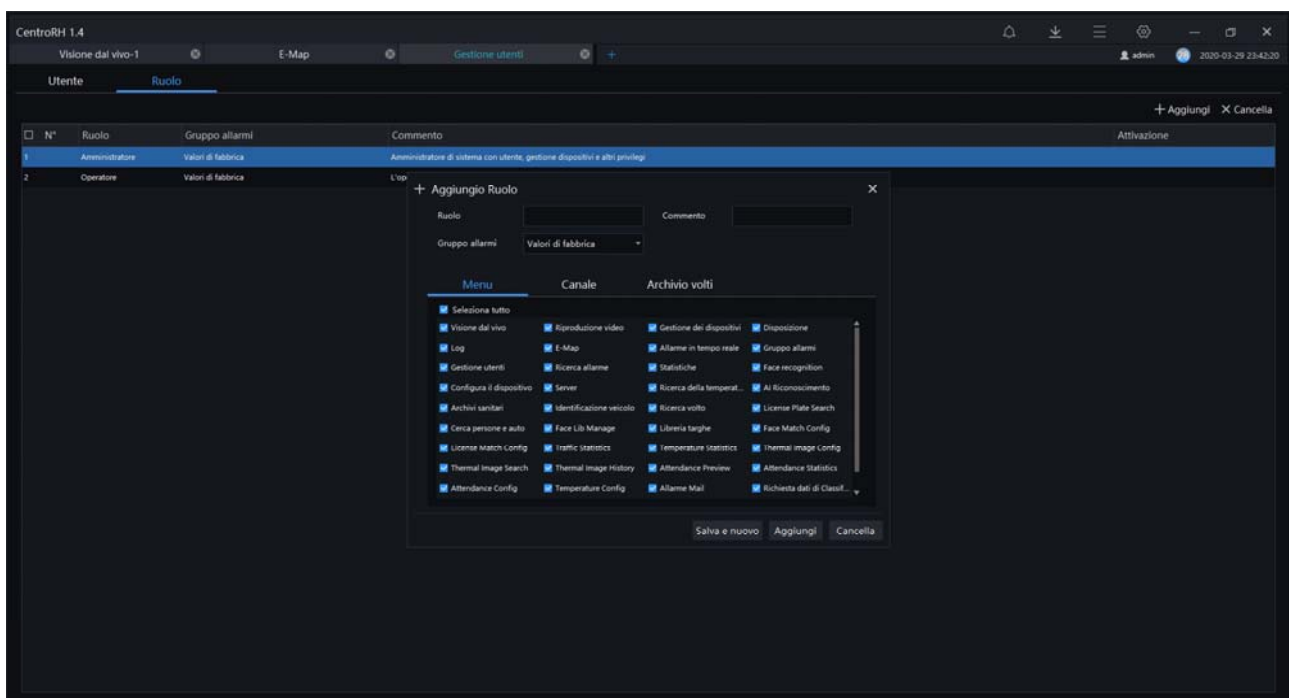 CentroRH 1.4
Visione dal vivo-1 E-Map Gestione utenti + admin 2020-03-29 23:42:20
Utente Ruolo
+ Aggiungi X Cancella
N° Ruolo Gruppo allarmi Commento Attivazione
1 Amministratore Valori di fabbrica Amministratore di sistema con utente, gestione dispositivi e altri privilegi
2 Operatore Valori di fabbrica L'op
+ Aggiungio Ruolo
Ruolo Commento
Gruppo allarmi Valori di fabbrica
Menu Canale Archivio volti
Seleziona tutto
Visione dal vivo Riproduzione video Gestione dei dispositivi Disposizione
Log E-Map Allarme in tempo reale Gruppo allarmi
Gestione utenti Ricerca allarme Statistiche Face recognition
Configura il dispositivo Server Ricerca della temperat... AI Riconoscimento
Archivi sanitari Identificazione veicolo Ricerca volto License Plate Search
Cerca persone e auto Face Lib Manage Libreria targhe Face Match Config
License Match Config Traffic Statistics Temperature Statistics Thermal image Config
Thermal Image Search Thermal Image History Attendance Preview Attendance Statistics
Attendance Config Temperature Config Allarme Mail Richiesta dati di Classif...
Salva e nuovo Aggiungi Cancella